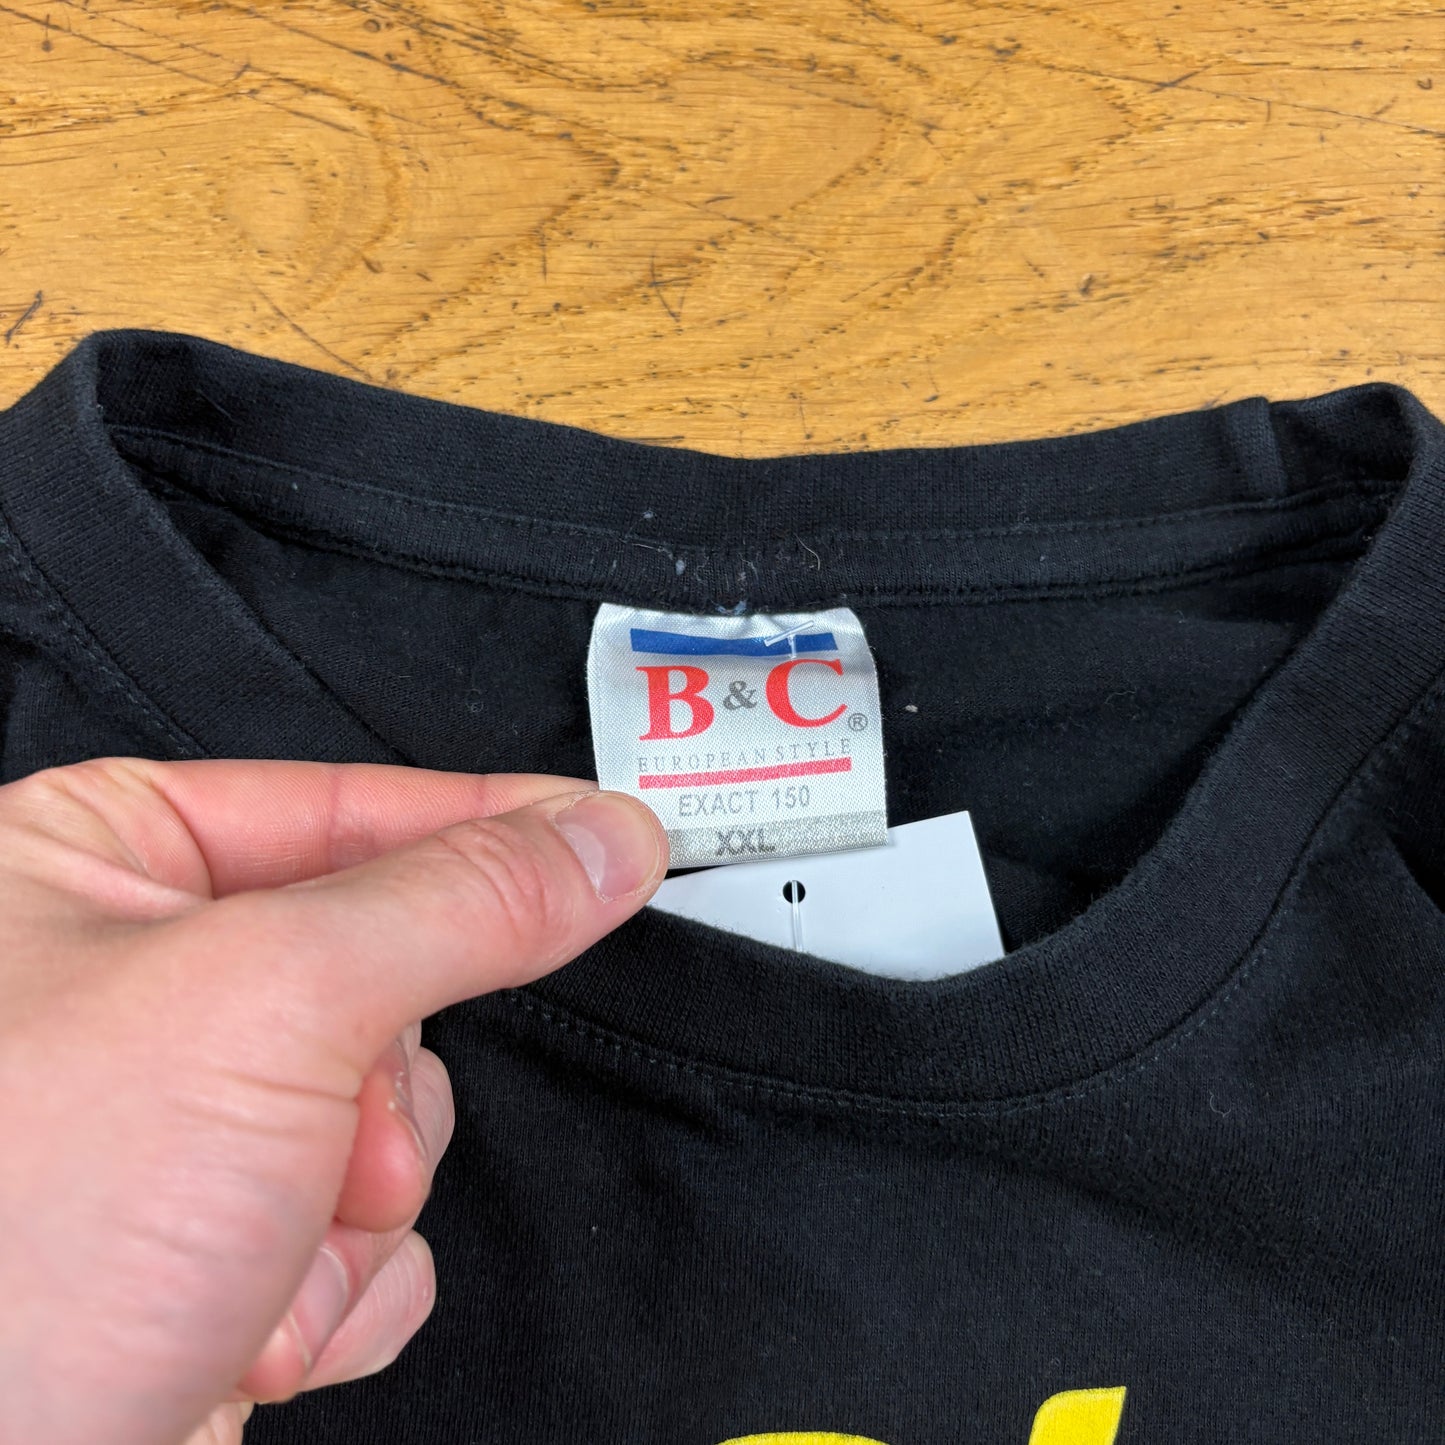 B&C®
EUROPEAN STYLE
EXACT 150
XXL